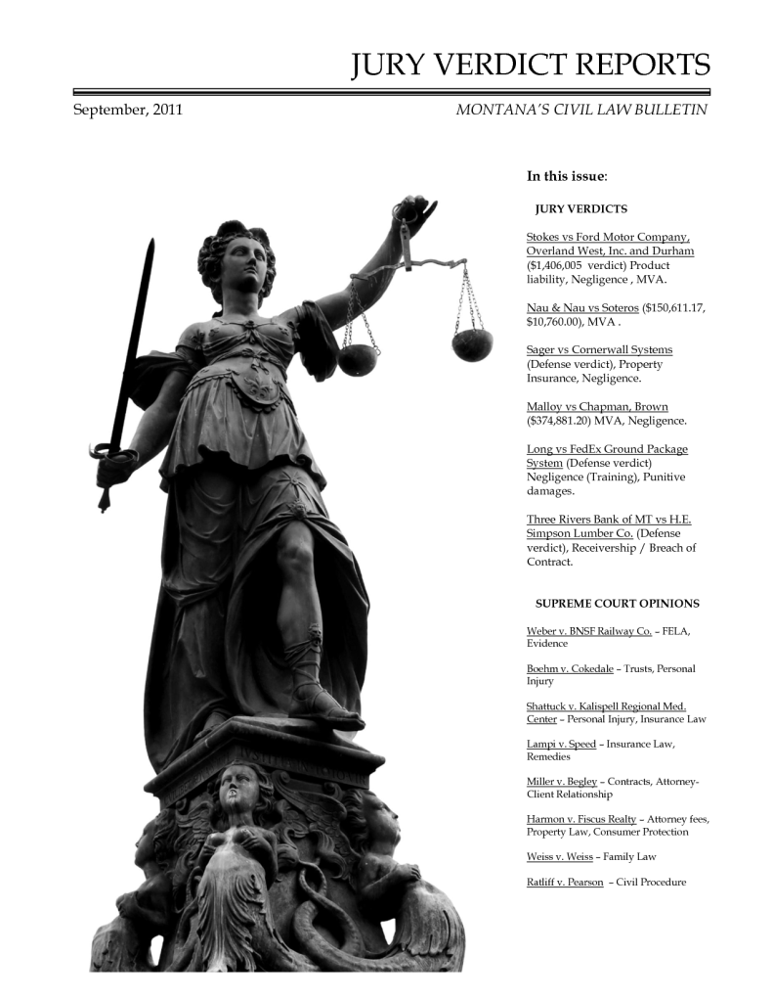 JURY VERDICT REPORTS
September, 2011 MONTANA'S CIVIL LAW BULLETIN
In this issue:
JURY VERDICTS
Stokes vs Ford Motor Company,
Overland West, Inc. and Durham
($1,406,005 verdict) Product
liability, Negligence , MVA.
Nau & Nau vs Soteros ($150,611.17,
$10,760.00), MVA .
Sager vs Cornerwall Systems
(Defense verdict), Property
Insurance, Negligence.
Malloy vs Chapman, Brown
($374,881.20) MVA, Negligence.
Long vs FedEx Ground Package
System (Defense verdict)
Negligence (Training), Punitive
damages.
Three Rivers Bank of MT vs H.E.
Simpson Lumber Co. (Defense
verdict), Receivership / Breach of
Contract.
SUPREME COURT OPINIONS
Weber v. BNSF Railway Co. – FELA,
Evidence
Boehm v. Cokedale – Trusts, Personal
Injury
Shattuck v. Kalispell Regional Med.
Center – Personal Injury, Insurance Law
Lampi v. Speed – Insurance Law,
Remedies
Miller v. Begley – Contracts, Attorney-
Client Relationship
Harmon v. Fiscus Realty – Attorney fees,
Property Law, Consumer Protection
Weiss v. Weiss – Family Law
Ratliff v. Pearson – Civil Procedure